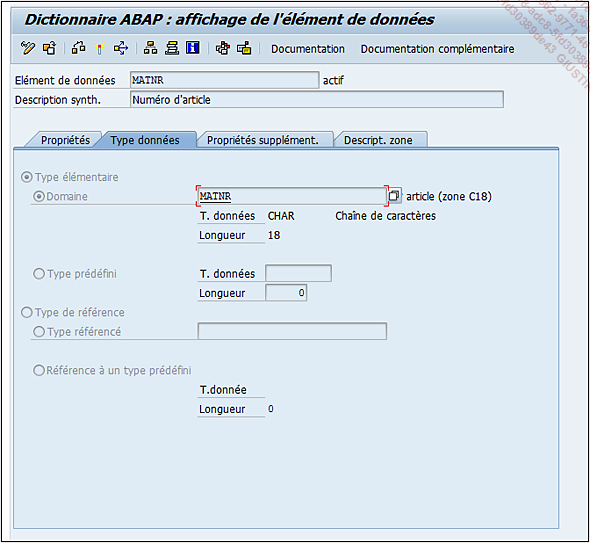 Dictionnaire ABAP : affichage de l'élément de données
Documentation Documentation complémentaire
Elément de données MATNR actif
Description synth. Numéro d'article
Propriétés Type données Propriétés supplément. Descript. zone
Type élémentaire
Domaine MATNR article (zone C18)
T. données CHAR Chaîne de caractères
Longueur 18
Type prédéfini T. données
Longueur 0
Type de référence
Type référencé
Référence à un type prédéfini
T.donnée
Longueur 0